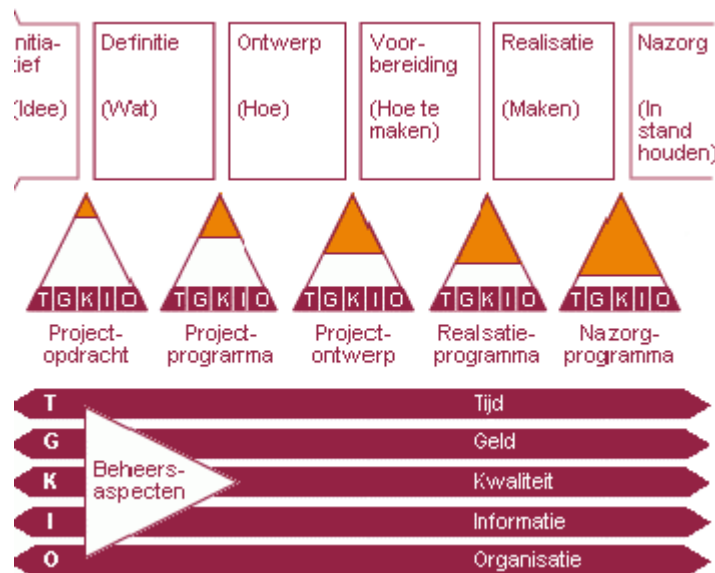 nitia-
tief
(Idee)
Definitie
(Wat)
Ontwerp
(Hoe)
Voor-
bereiding
(Hoe te
maken)
Realisatie
(Maken)
Nazorg
(In
stand
houden)
T G K I O
Project-
opdracht
T G K I O
Project-
programma
T G K I O
Project-
ontwerp
T G K I O
Realsatie-
programma
T G K I O
Nazorg-
programma
T Tijd
G Geld
K Kwaliteit
I Informatie
O Organisatie
Beheers-
aspecten